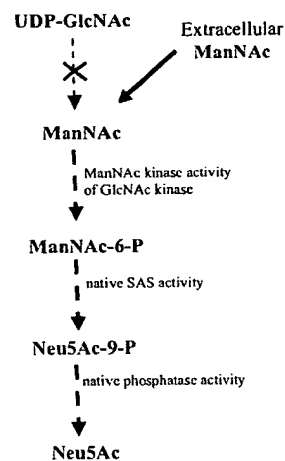 UDP-GlcNAc
Extracellular
ManNAc
ManNAc
ManNAc kinase activity
of GlcNAc kinase
ManNAc-6-P
native SAS activity
Neu5Ac-9-P
native phosphatase activity
Neu5Ac